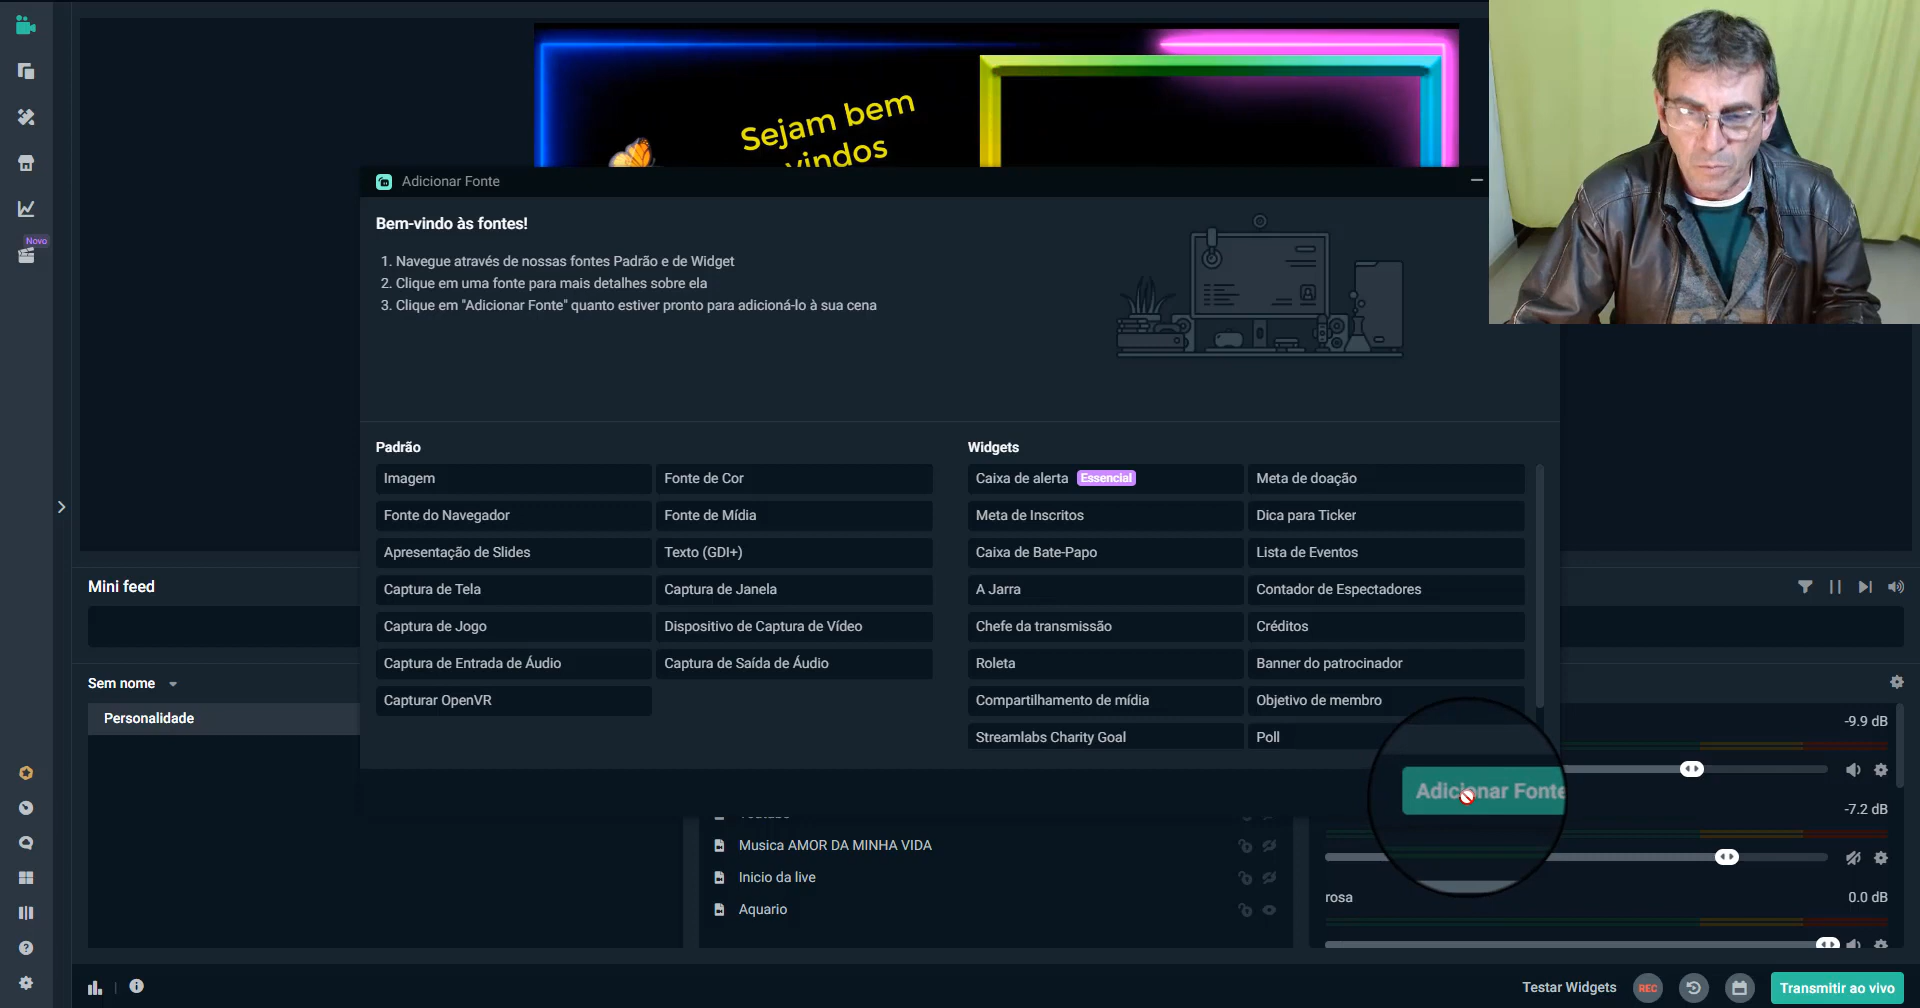 Sejam bem
vindos
Adicionar Fonte
Bem-vindo às fontes!
1. Navegue através de nossas fontes Padrão e de Widget
2. Clique em uma fonte para mais detalhes sobre ela
3. Clique em "Adicionar Fonte" quanto estiver pronto para adicioná-lo à sua cena
Novo
Padrão
Imagem
Fonte de Cor
Fonte do Navegador
Fonte de Mídia
Apresentação de Slides
Texto (GDI+)
Captura de Tela
Captura de Janela
Captura de Jogo
Dispositivo de Captura de Vídeo
Captura de Entrada de Áudio
Captura de Saída de Áudio
Capturar OpenVR
Widgets
Caixa de alerta Essencial
Meta de doação
Meta de Inscritos
Dica para Ticker
Caixa de Bate-Papo
Lista de Eventos
A Jarra
Contador de Espectadores
Chefe da transmissão
Créditos
Roleta
Banner do patrocinador
Compartilhamento de mídia
Objetivo de membro
Streamlabs Charity Goal
Poll
Adicionar Fonte
Mini feed
Sem nome
Personalidade
Musica AMOR DA MINHA VIDA
Inicio da live
Aquario
-9.9 dB
-7.2 dB
rosa
0.0 dB
Testar Widgets
REC
Transmitir ao vivo